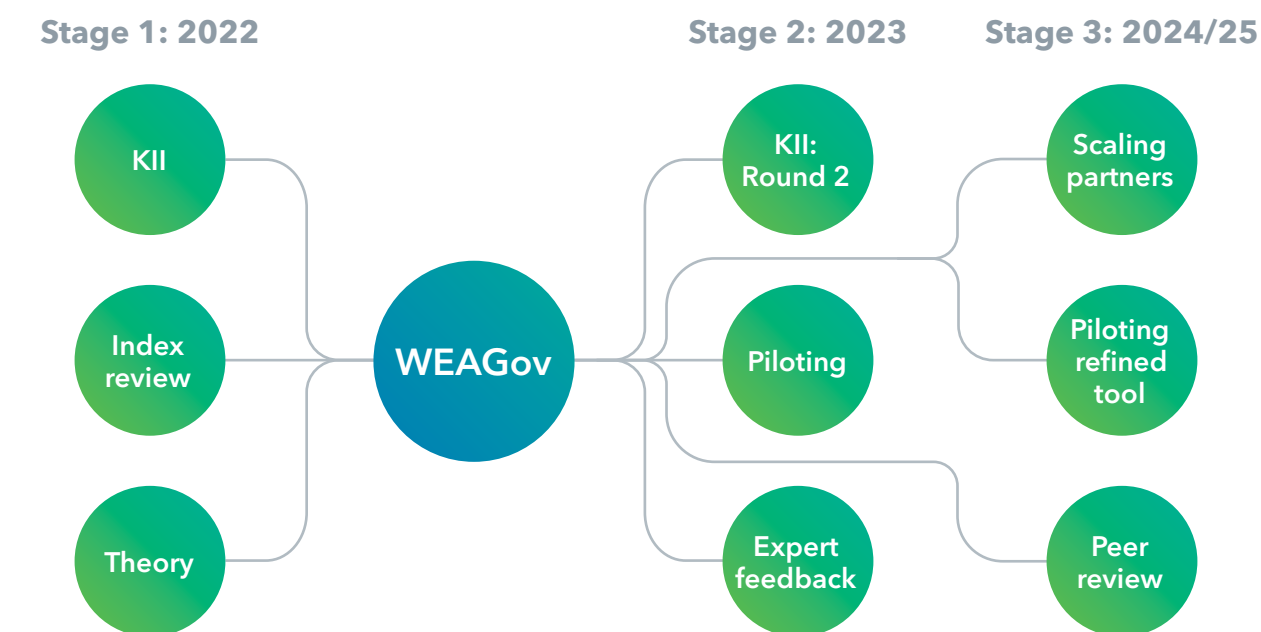 Stage 1: 2022
Stage 2: 2023
Stage 3: 2024/25
KII
Index
review
Theory
WEAGov
KII:
Round 2
Piloting
Expert
feedback
Scaling
partners
Piloting
refined
tool
Peer
review